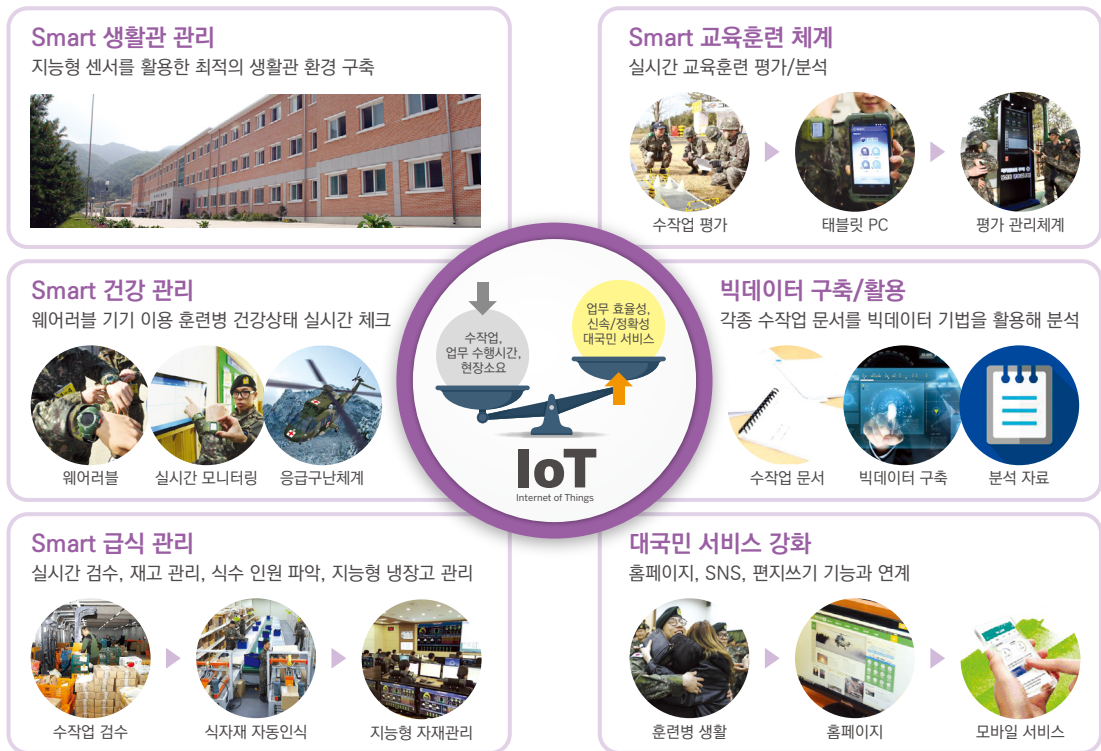 Smart 생활관 관리
지능형 센서를 활용한 최적의 생활관 환경 구축
Smart 교육훈련 체계
실시간 교육훈련 평가/분석
수작업 평가
태블릿 PC
평가 관리체계
Smart 건강 관리
웨어러블 기기 이용 훈련병 건강상태 실시간 체크
웨어러블
실시간 모니터링
응급구난체계
수작업,
업무 수행시간,
현장소요
업무 효율성,
신속/정확성
대국민 서비스
IoT
Internet of Things
빅데이터 구축/활용
각종 수작업 문서를 빅데이터 기법을 활용해 분석
수작업 문서
빅데이터 구축
분석 자료
Smart 급식 관리
실시간 검수, 재고 관리, 식수 인원 파악, 지능형 냉장고 관리
수작업 검수
식자재 자동인식
지능형 자재관리
대국민 서비스 강화
홈페이지, SNS, 편지쓰기 기능과 연계
훈련병 생활
홈페이지
모바일 서비스